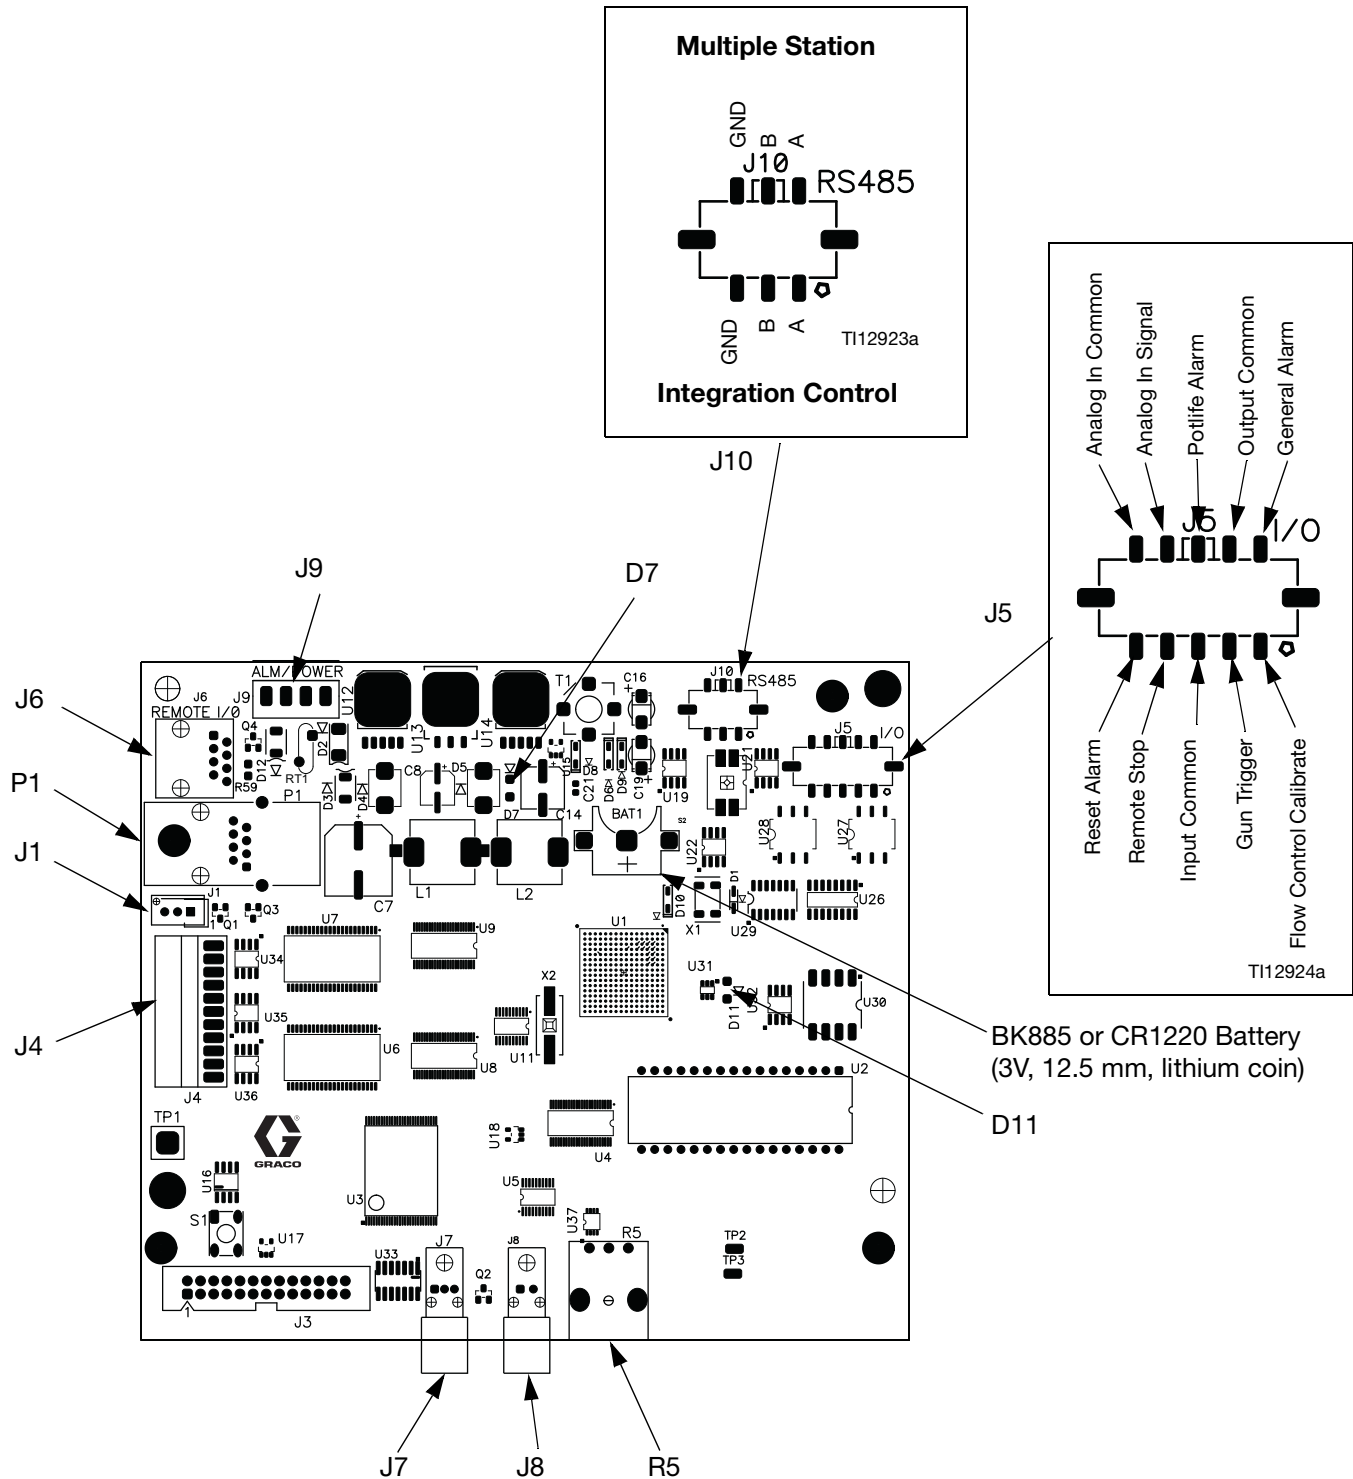 Multiple Station
GND
B
A
J10
RS485
GND
B
A
TI12923a
Integration Control
J10
Analog In Common
Analog In Signal
Potlife Alarm
Output Common
General Alarm
J5
I/O
Reset Alarm
Remote Stop
Input Common
Gun Trigger
Flow Control Calibrate
TI12924a
J9
D7
J5
J6
P1
J1
J4
ALM/POWER
J9
U12
U13
U14
T1
C16
J10
RS485
J6
REMOTE I/O
Q4
D12
R59
RT1
D2
D3
D4
C8
D5
D7
C14
U15
D8
C21
D6
D9
C19
U19
U21
J5
I/O
P1
C7
L1
L2
BAT1
S2
U22
U28
U27
J1
1
Q1
Q3
U7
U9
U1
D10
X1
D1
U29
U26
U34
U35
U36
J4
U6
U8
U11
X2
U31
D11
U30
U2
BK885 or CR1220 Battery
(3V, 12.5 mm, lithium coin)
D11
TP1
GRACO
®
U16
S1
U17
U3
U18
U4
U5
U37
R5
TP2
TP3
J3
1
U33
J7
Q2
J8
J7
J8
R5